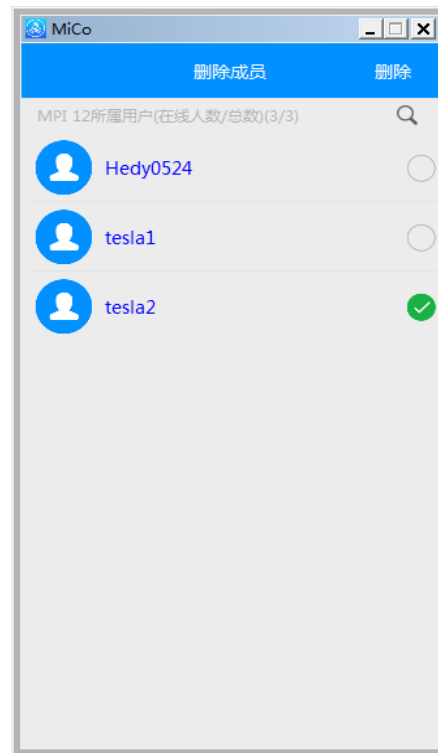 MiCo
删除成员 删除
MPI 12所属用户(在线人数/总数)(3/3)
Hedy0524
tesla1
tesla2